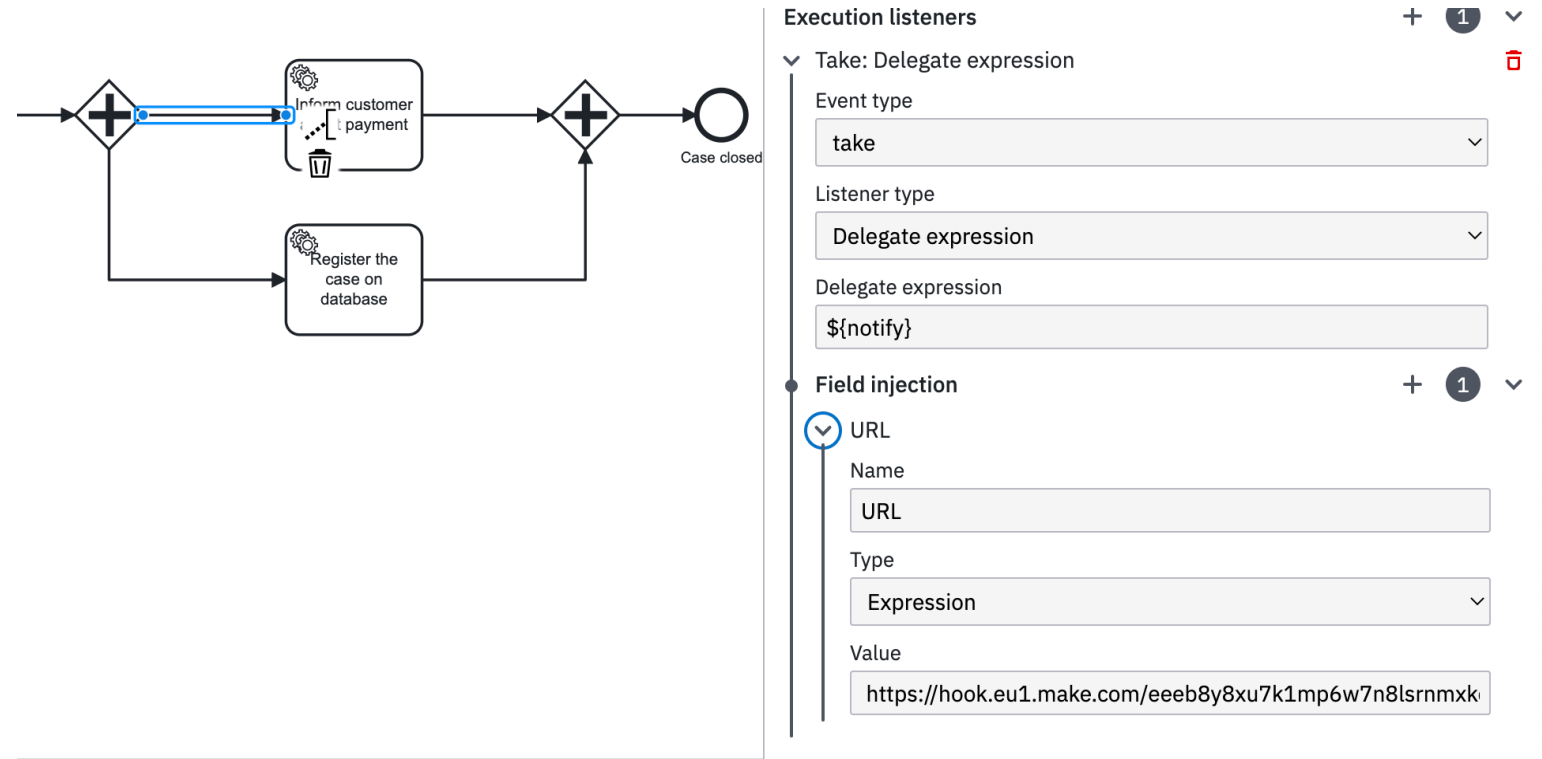 Execution listeners
1
Take: Delegate expression
Event type
take
Listener type
Delegate expression
Delegate expression
${notify}
Field injection
1
URL
Name
URL
Type
Expression
Value
https://hook.eu1.make.com/eeeb8y8xu7k1mp6w7n8lsrnmxk
Inform customer
payment
Case closed
Register the
case on
database